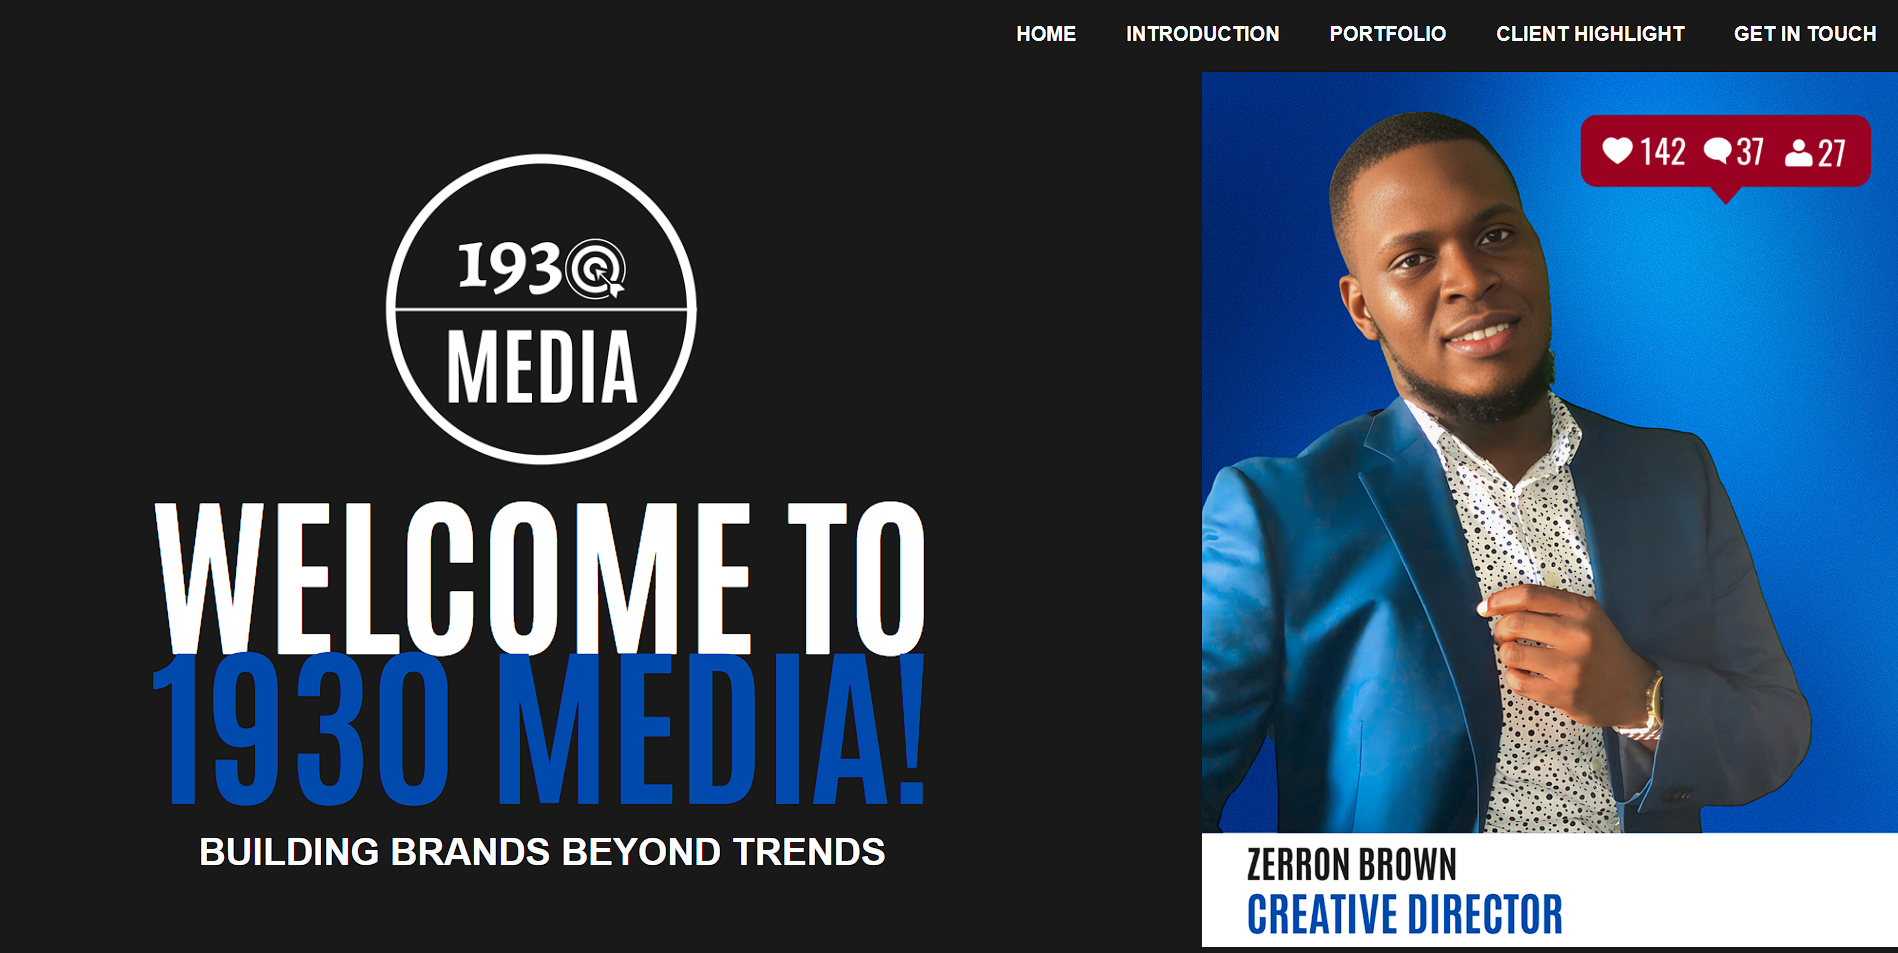 HOME INTRODUCTION PORTFOLIO CLIENT HIGHLIGHT GET IN TOUCH
142 37 27
1930
MEDIA
WELCOME TO
1930 MEDIA!
BUILDING BRANDS BEYOND TRENDS
ZERRON BROWN
CREATIVE DIRECTOR